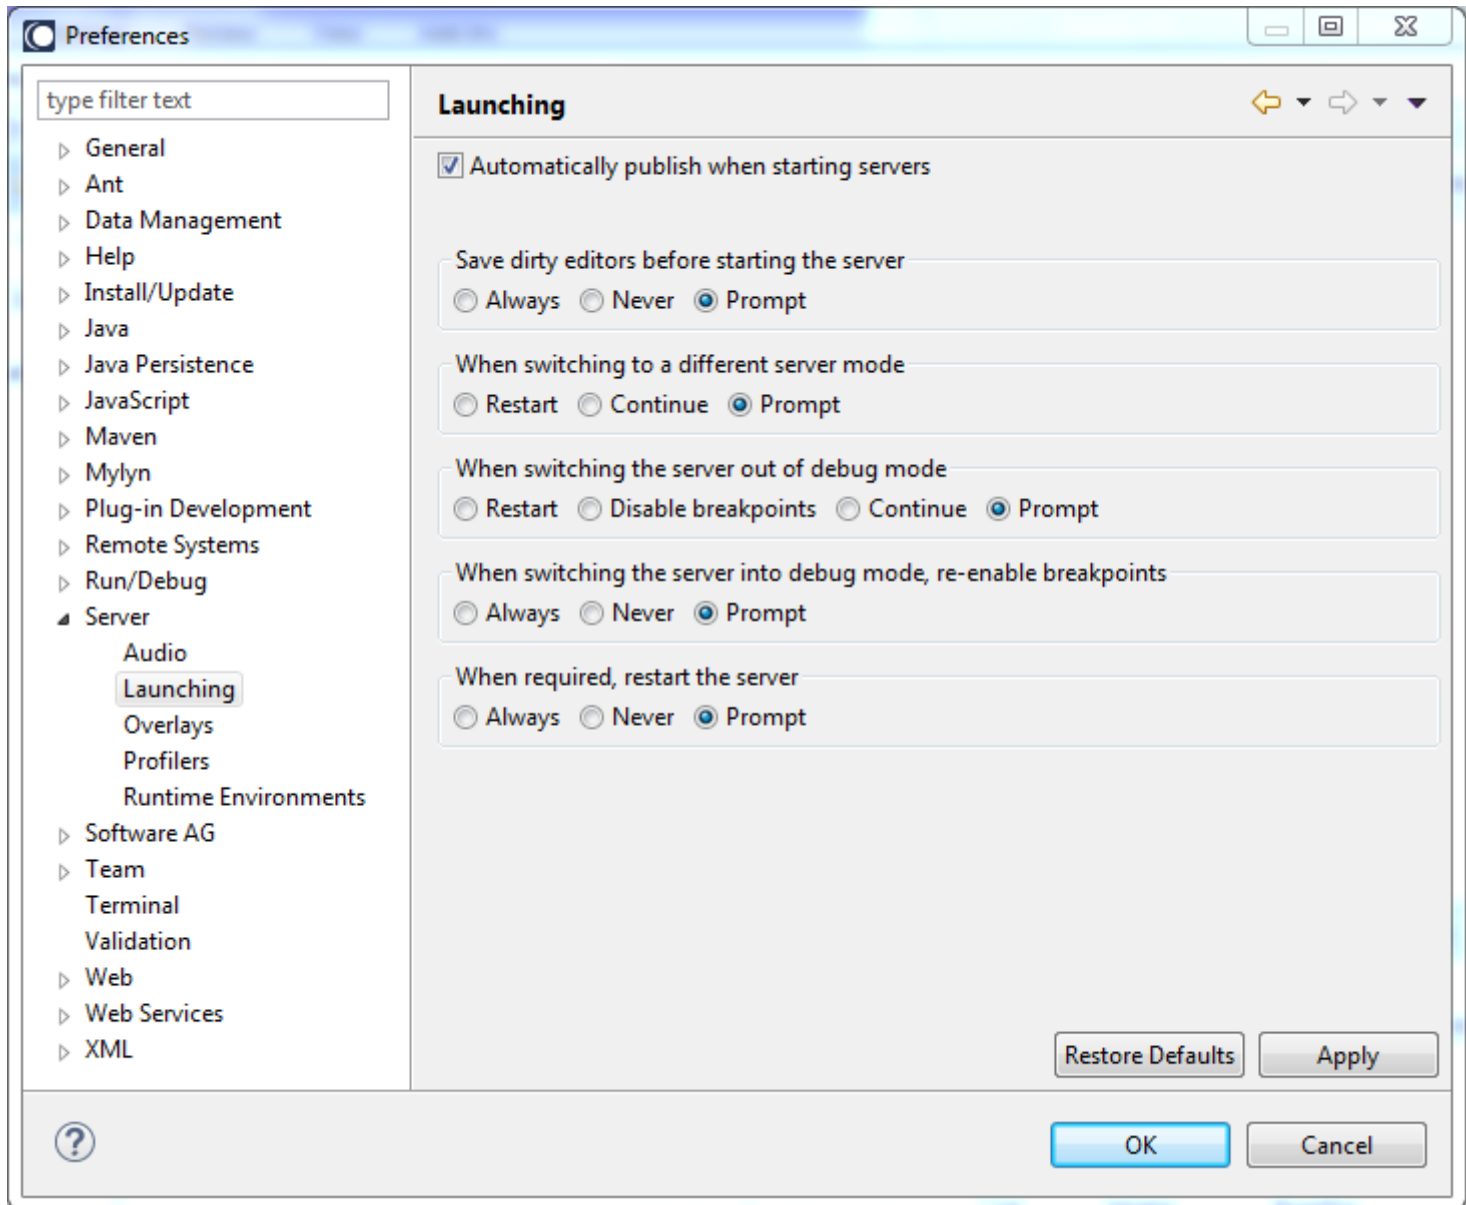 Preferences
type filter text
General
Ant
Data Management
Help
Install/Update
Java
Java Persistence
JavaScript
Maven
Mylyn
Plug-in Development
Remote Systems
Run/Debug
Server
Audio
Launching
Overlays
Profilers
Runtime Environments
Software AG
Team
Terminal
Validation
Web
Web Services
XML
Launching
Automatically publish when starting servers
Save dirty editors before starting the server
Always Never Prompt
When switching to a different server mode
Restart Continue Prompt
When switching the server out of debug mode
Restart Disable breakpoints Continue Prompt
When switching the server into debug mode, re-enable breakpoints
Always Never Prompt
When required, restart the server
Always Never Prompt
Restore Defaults Apply
? OK Cancel